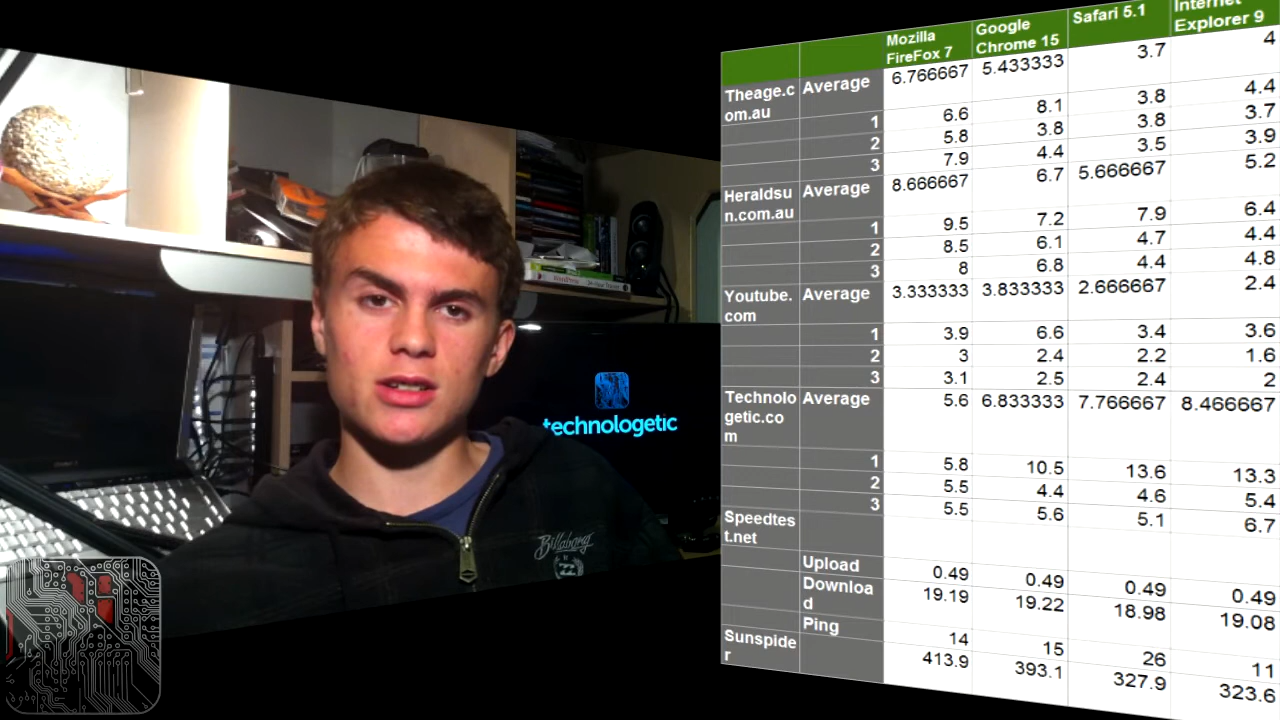 Mozilla FireFox 7 Google Chrome 15 Safari 5.1 Internet Explorer 9
Theage.com.au Average 6.766667 5.433333 3.7 4
1 6.6 8.1 3.8 4.4
2 5.8 3.8 3.8 3.7
3 7.9 4.4 3.5 3.9
Heraldsun.com.au Average 8.666667 6.7 5.666667 5.2
1 9.5 7.2 7.9 6.4
2 8.5 6.1 4.7 4.4
3 8 6.8 4.4 4.8
Youtube.com Average 3.333333 3.833333 2.666667 2.4
1 3.9 6.6 3.4 3.6
2 3 2.4 2.2 1.6
3 3.1 2.5 2.4 2
Technologetic.com Average 5.6 6.833333 7.766667 8.466667
1 5.8 10.5 13.6 13.3
2 5.5 4.4 4.6 5.4
3 5.5 5.6 5.1 6.7
Speedtest.net
Upload 0.49 0.49 0.49 0.49
Download 19.19 19.22 18.98 19.08
Ping 14 15 26 11
Sunspider 413.9 393.1 327.9 323.6
technologetic
Billabong